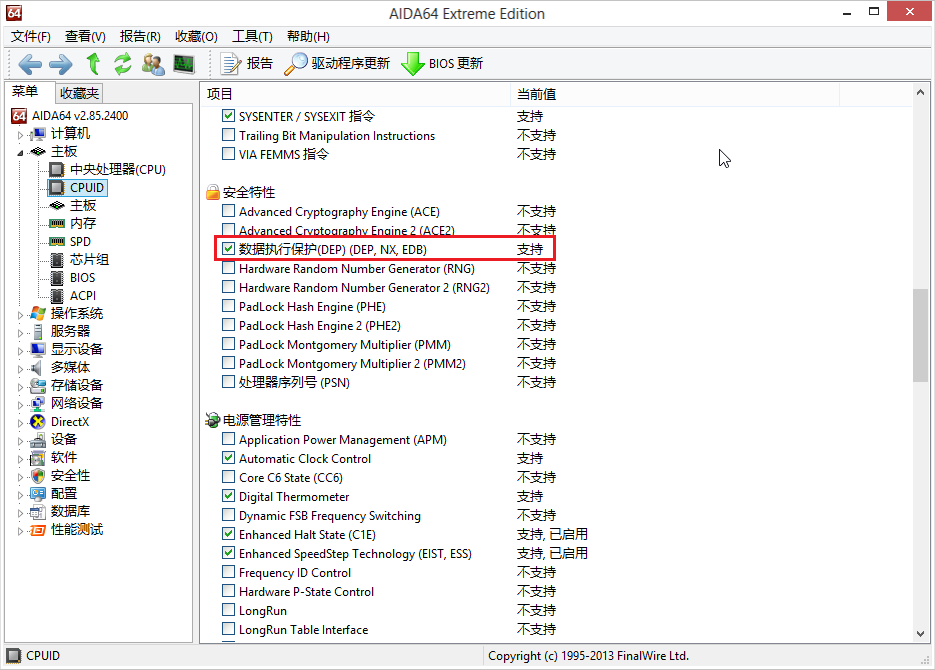 AIDA64 Extreme Edition
文件(F) 查看(V) 报告(R) 收藏(O) 工具(T) 帮助(H)
报告 驱动程序更新 BIOS 更新
菜单 收藏夹
AIDA64 v2.85.2400
计算机
主板
中央处理器(CPU)
CPUID
主板
内存
SPD
芯片组
BIOS
ACPI
操作系统
服务器
显示设备
多媒体
存储设备
网络设备
DirectX
设备
软件
安全性
配置
数据库
性能测试
项目 当前值
SYSENTER / SYSEXIT 指令 支持
Trailing Bit Manipulation Instructions 不支持
VIA FEMMS 指令 不支持
安全特性
Advanced Cryptography Engine (ACE) 不支持
Advanced Cryptography Engine 2 (ACE2) 不支持
数据执行保护(DEP) (DEP, NX, EDB) 支持
Hardware Random Number Generator (RNG) 不支持
Hardware Random Number Generator 2 (RNG2) 不支持
PadLock Hash Engine (PHE) 不支持
PadLock Hash Engine 2 (PHE2) 不支持
PadLock Montgomery Multiplier (PMM) 不支持
PadLock Montgomery Multiplier 2 (PMM2) 不支持
处理器序列号 (PSN) 不支持
电源管理特性
Application Power Management (APM) 不支持
Automatic Clock Control 支持
Core C6 State (CC6) 不支持
Digital Thermometer 支持
Dynamic FSB Frequency Switching 不支持
Enhanced Halt State (C1E) 支持, 已启用
Enhanced SpeedStep Technology (EIST, ESS) 支持, 已启用
Frequency ID Control 不支持
Hardware P-State Control 不支持
LongRun 不支持
LongRun Table Interface 不支持
CPUID Copyright (c) 1995-2013 FinalWire Ltd.